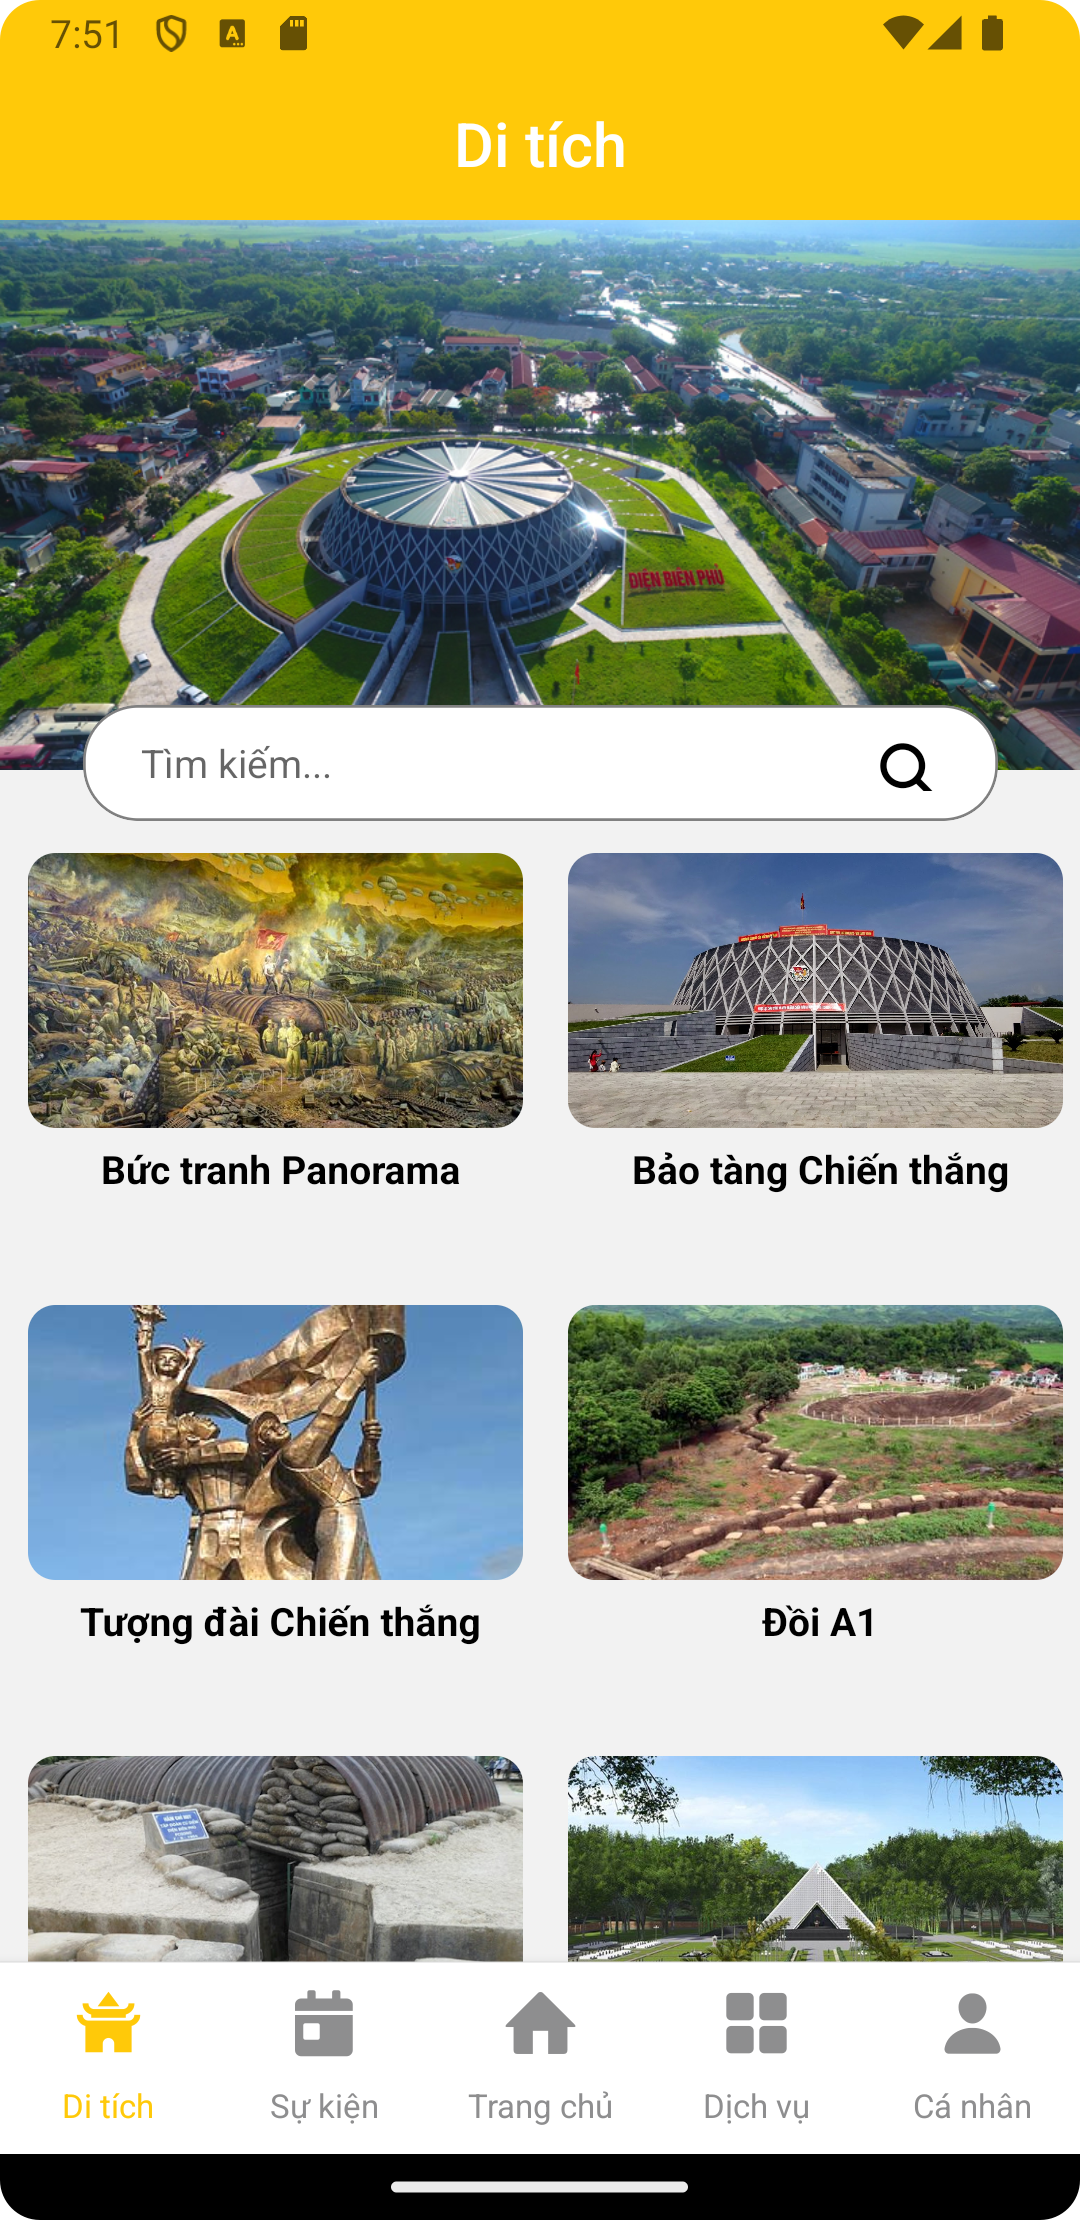 7:51
Di tích
ĐIỆN BIÊN PHỦ
Tìm kiếm...
Bức tranh Panorama
Bảo tàng Chiến thắng
Tượng đài Chiến thắng
Đồi A1
Di tích
Sự kiện
Trang chủ
Dịch vụ
Cá nhân